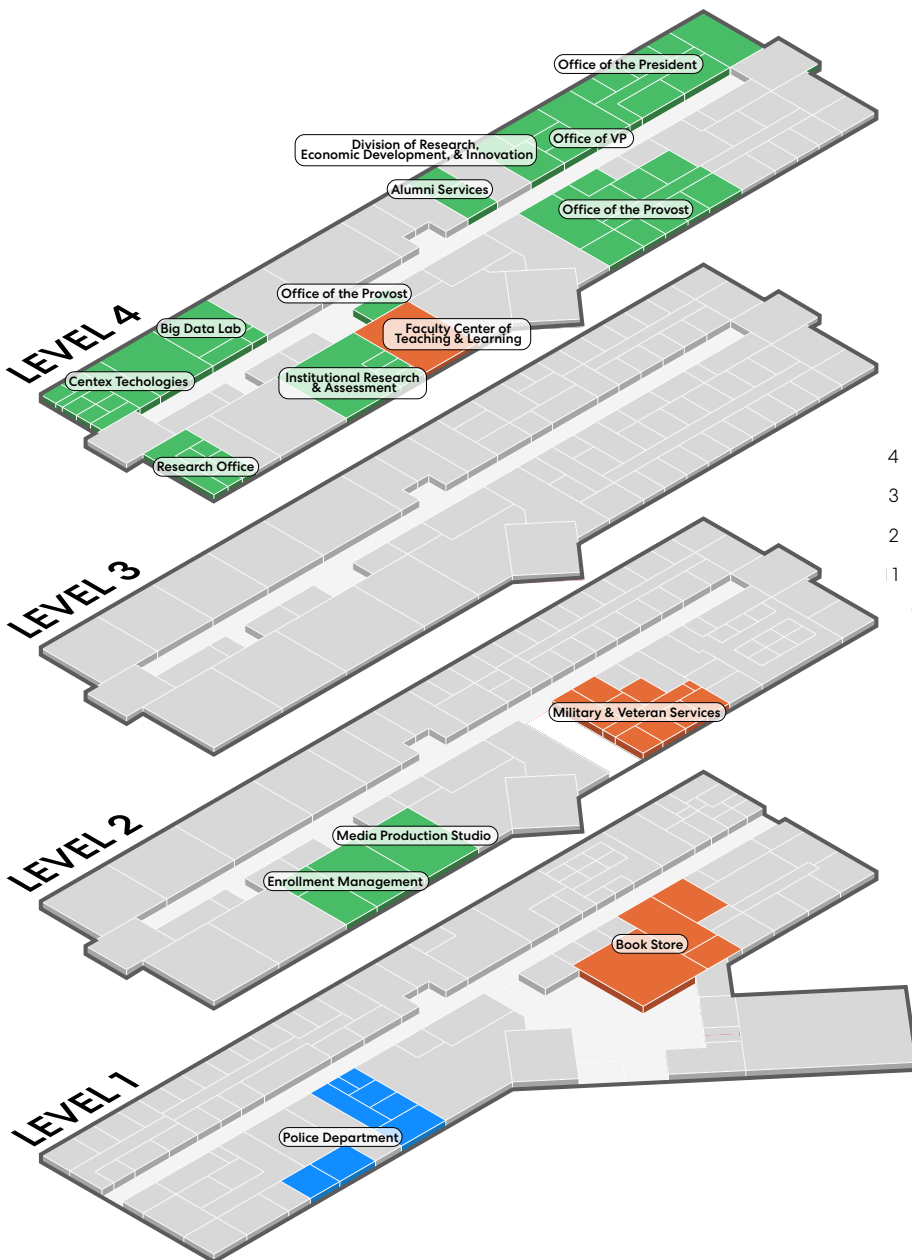 Office of the President
Division of Research,
Economic Development, & Innovation
Office of VP
Alumni Services
Office of the Provost
Office of the Provost
Big Data Lab
Faculty Center of
Teaching & Learning
Centex Techologies
Institutional Research
& Assessment
Research Office
LEVEL 4
4
3
2
1
LEVEL 3
Military & Veteran Services
Media Production Studio
Enrollment Management
LEVEL 2
Book Store
Police Department
LEVEL 1